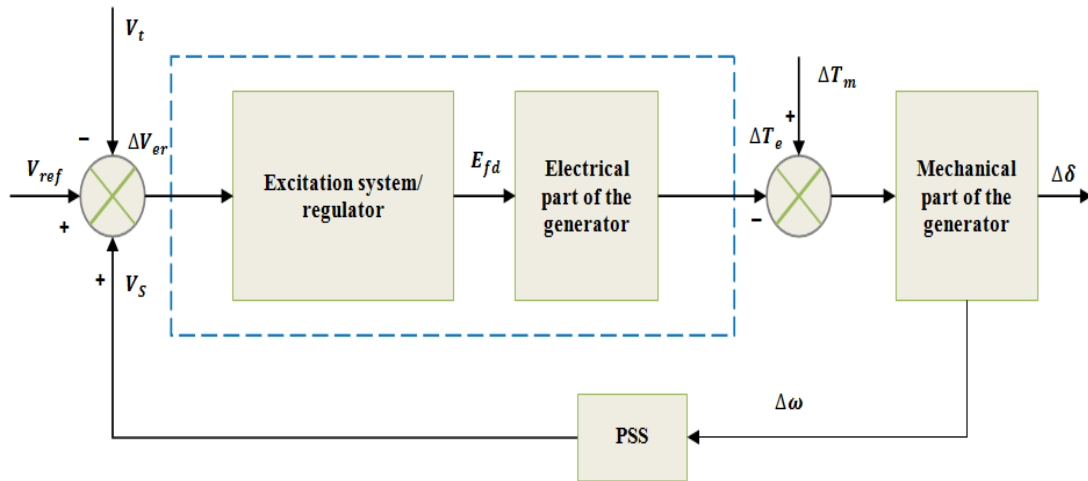 V_t
−
ΔV_er
V_ref
+
+
V_S
Excitation system/
regulator
E_fd
Electrical
part of the
generator
ΔT_m
+
ΔT_e
−
Mechanical
part of the
generator
Δδ
Δω
PSS